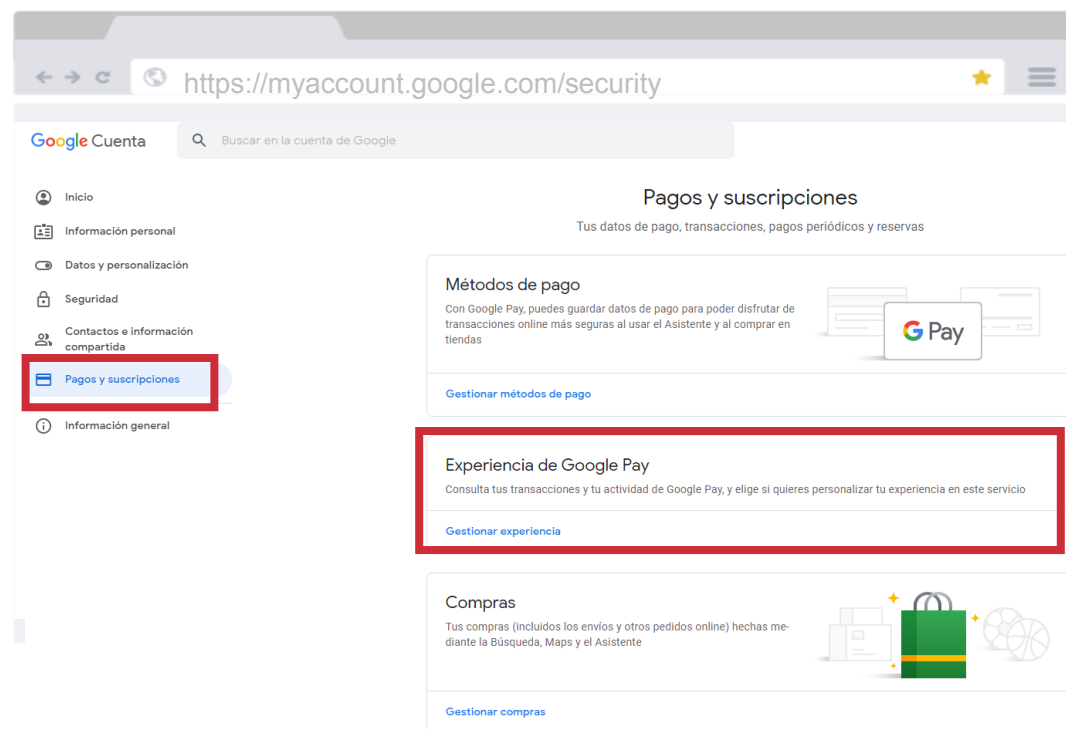 https://myaccount.google.com/security
Google Cuenta
Buscar en la cuenta de Google
Inicio
Información personal
Datos y personalización
Seguridad
Contactos e información
compartida
Pagos y suscripciones
Información general
Pagos y suscripciones
Tus datos de pago, transacciones, pagos periódicos y reservas
Métodos de pago
Con Google Pay, puedes guardar datos de pago para poder disfrutar de
transacciones online más seguras al usar el Asistente y al comprar en
tiendas
G Pay
Gestionar métodos de pago
Experiencia de Google Pay
Consulta tus transacciones y tu actividad de Google Pay, y elige si quieres personalizar tu experiencia en este servicio
Gestionar experiencia
Compras
Tus compras (incluidos los envíos y otros pedidos online) hechas me-
diante la Búsqueda, Maps y el Asistente
Gestionar compras